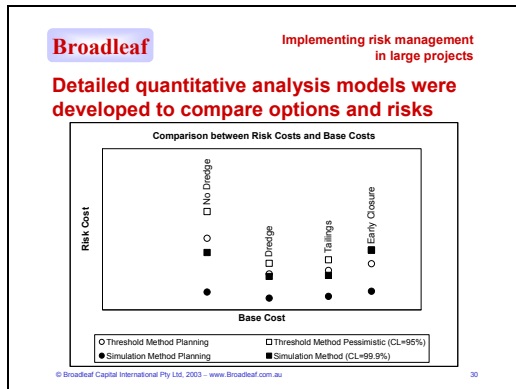 Broadleaf
Implementing risk management
in large projects
Detailed quantitative analysis models were
developed to compare options and risks
Comparison between Risk Costs and Base Costs
Risk Cost
No Dredge
Dredge
Tailings
Early Closure
Base Cost
Threshold Method Planning
Threshold Method Pessimistic (CL=95%)
Simulation Method Planning
Simulation Method (CL=99.9%)
© Broadleaf Capital International Pty Ltd, 2003 – www.Broadleaf.com.au
30